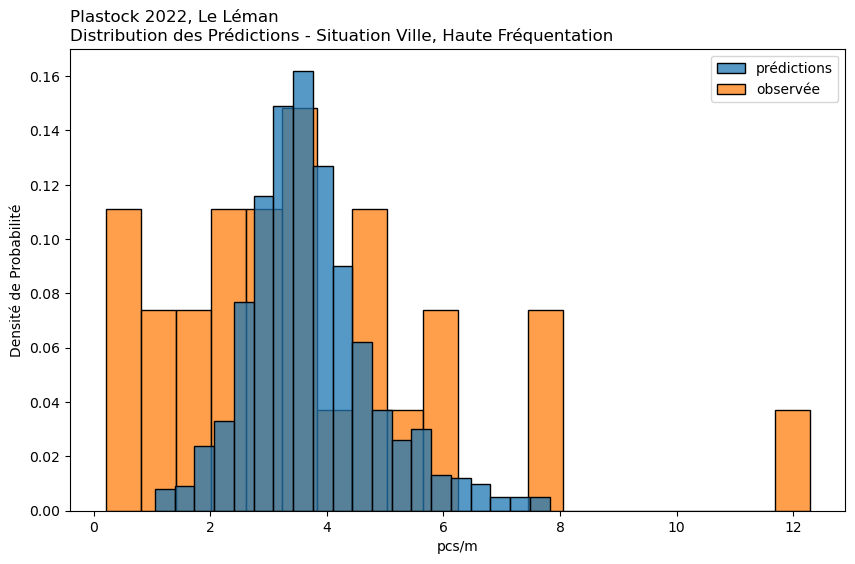 Plastock 2022, Le Léman
Distribution des Prédictions - Situation Ville, Haute Fréquentation
prédictions
observée
Densité de Probabilité
0.16
0.14
0.12
0.10
0.08
0.06
0.04
0.02
0.00
0
2
4
6
8
10
12
pcs/m